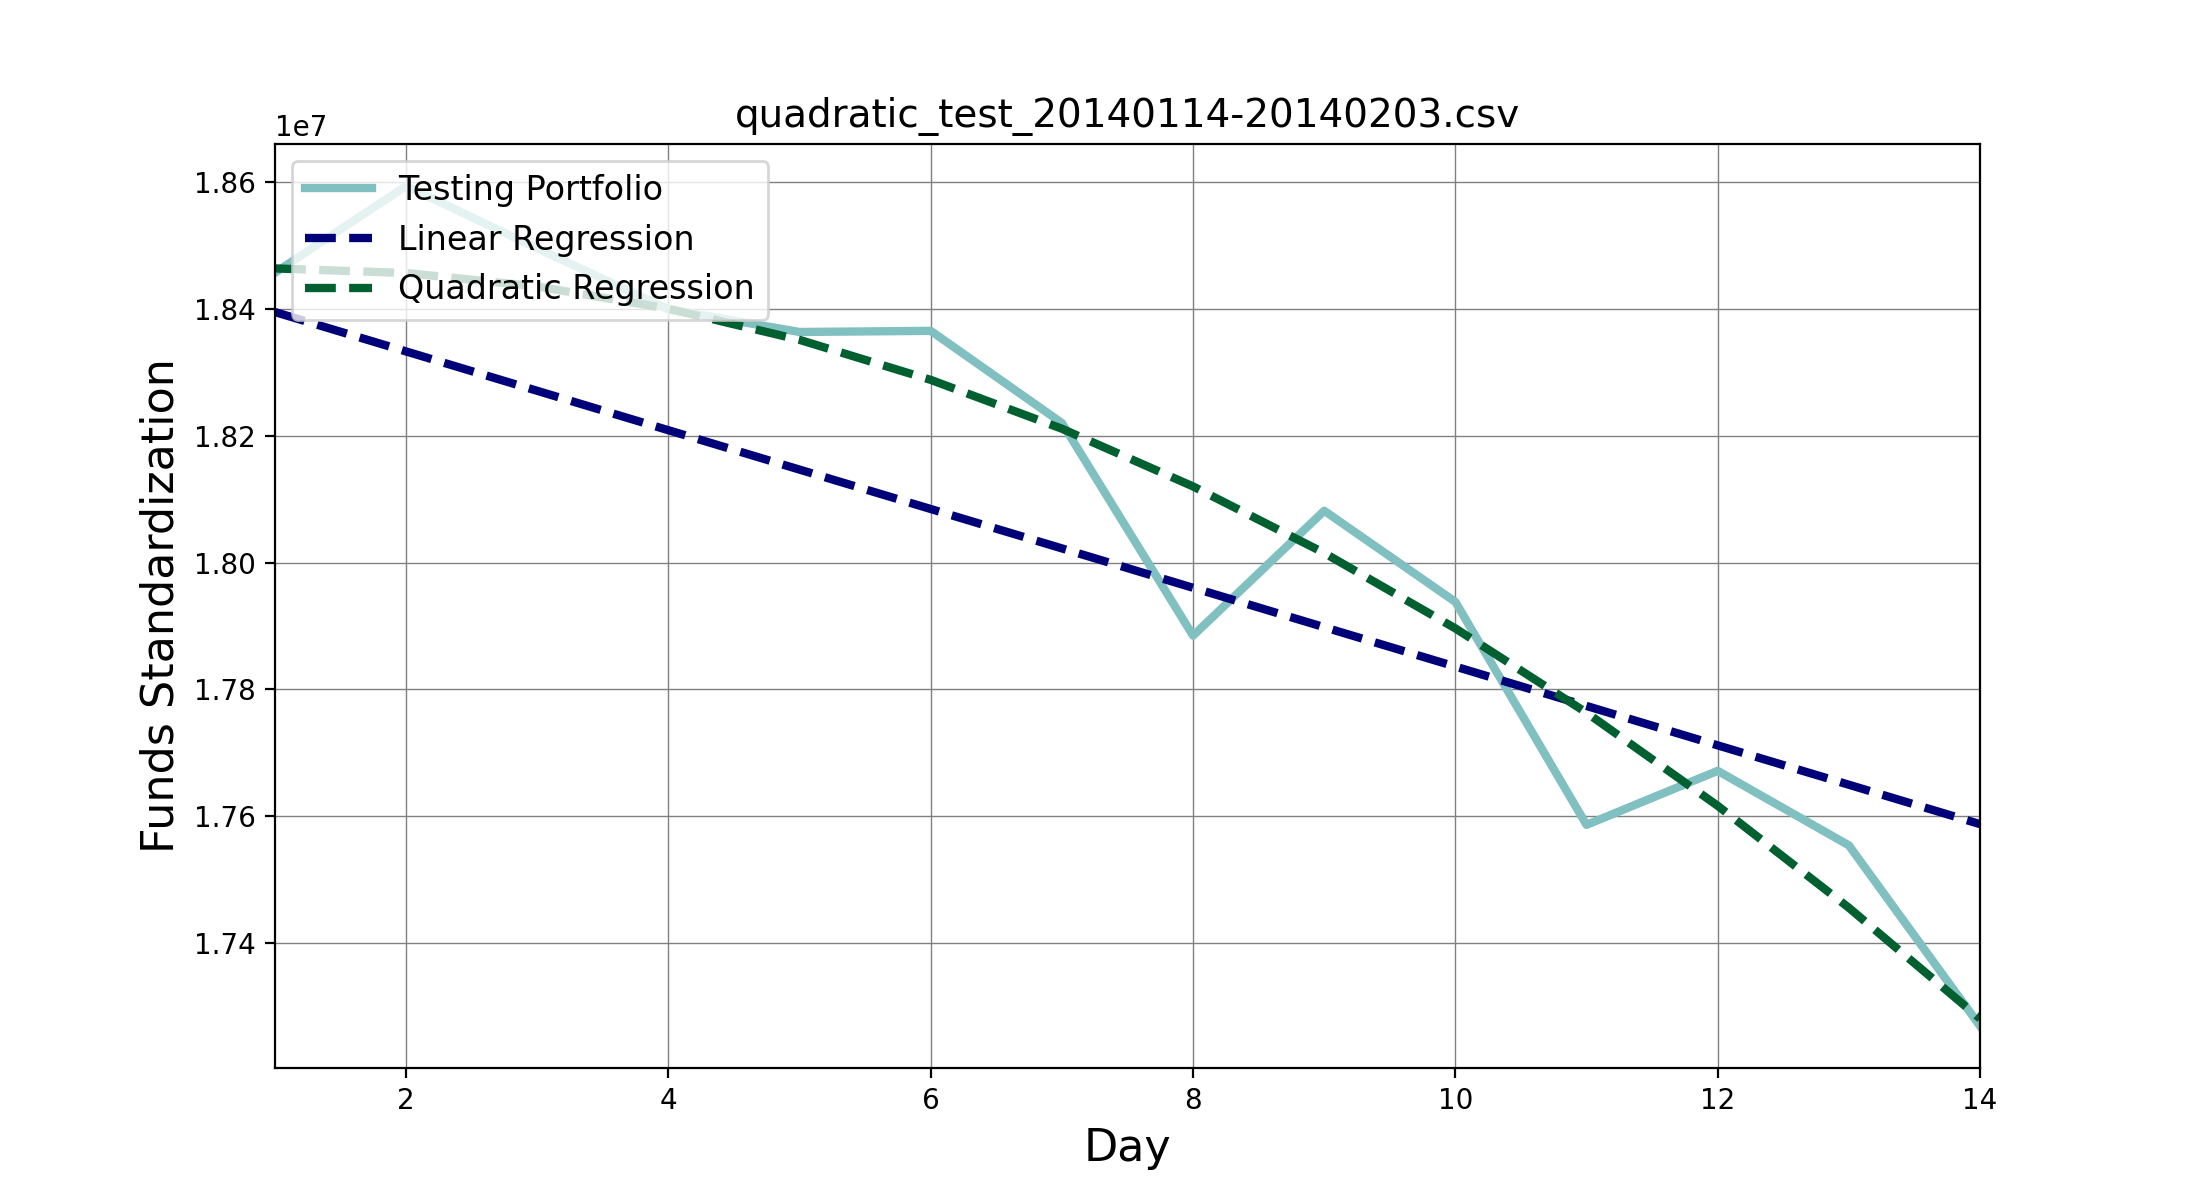 quadratic_test_20140114-20140203.csv
1e7
Testing Portfolio
Linear Regression
Quadratic Regression
1.86
1.84
1.82
1.80
1.78
1.76
1.74
Funds Standardization
2 4 6 8 10 12 14
Day